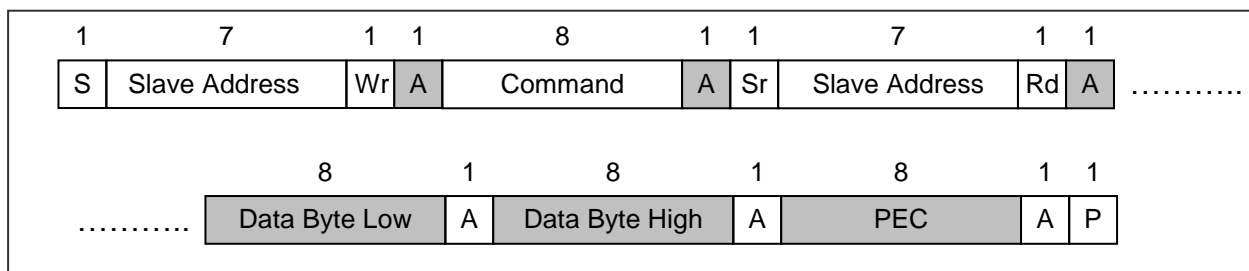 1 7 1 1 8 1 1 7 1 1
S Slave Address Wr A Command A Sr Slave Address Rd A ………..
8 1 8 1 8 1 1
……….. Data Byte Low A Data Byte High A PEC A P